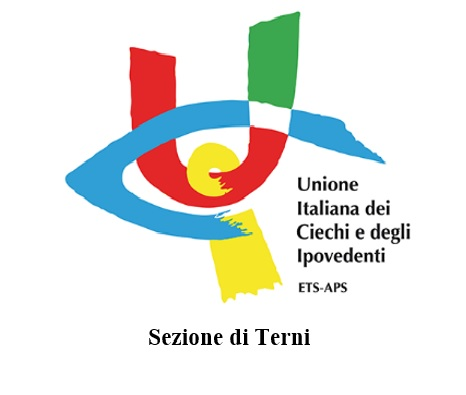 Unione
Italiana dei
Ciechi e degli
Ipovedenti
ETS-APS
Sezione di Terni